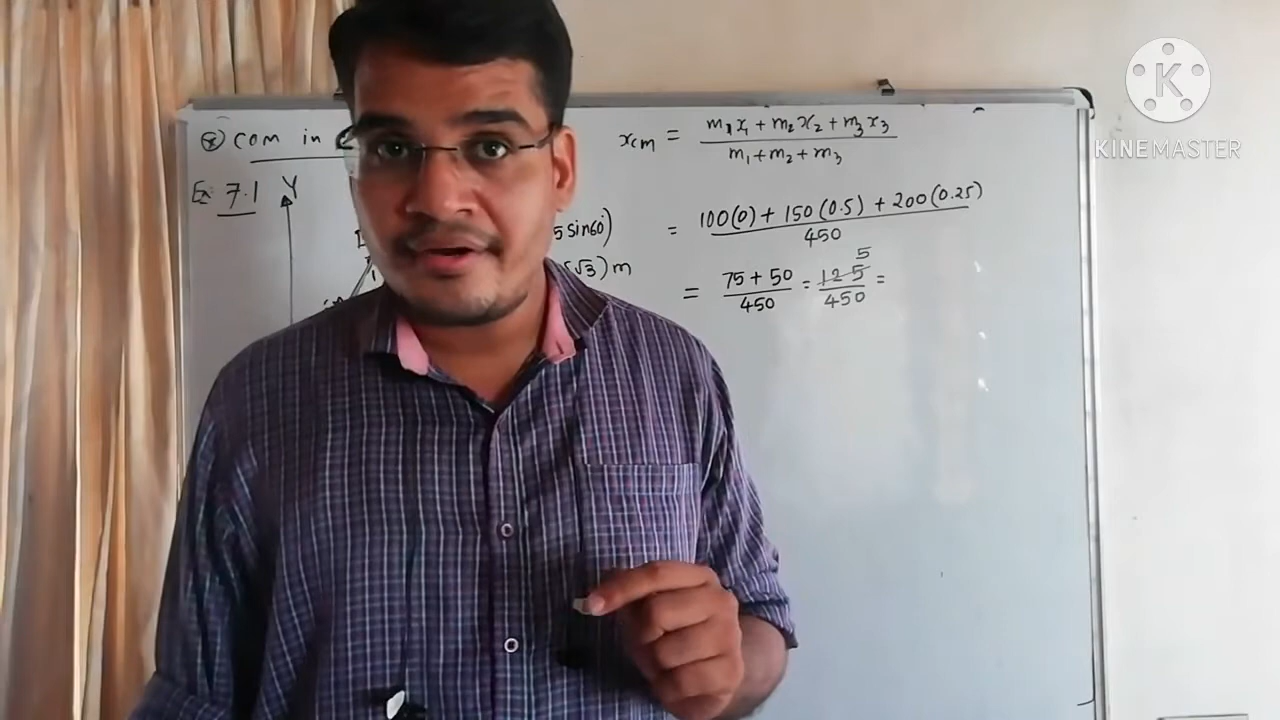 COM in
Ex: 7.1
Y
5 sin60°)
√3) m
xcm = m1x1 + m2x2 + m3x3 / m1 + m2 + m3
= 100(0) + 150(0.5) + 200(0.25) / 450
= 75 + 50 / 450 = 125 / 450 =
5
K
KINEMASTER